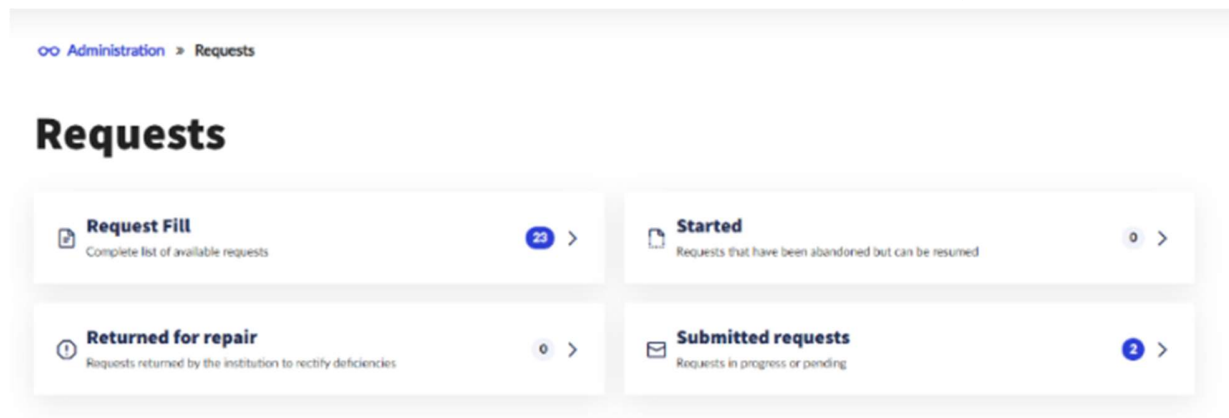 Administration » Requests
Requests
Request Fill
Complete list of available requests
23
Started
Requests that have been abandoned but can be resumed
0
Returned for repair
Requests returned by the institution to rectify deficiencies
0
Submitted requests
Requests in progress or pending
2